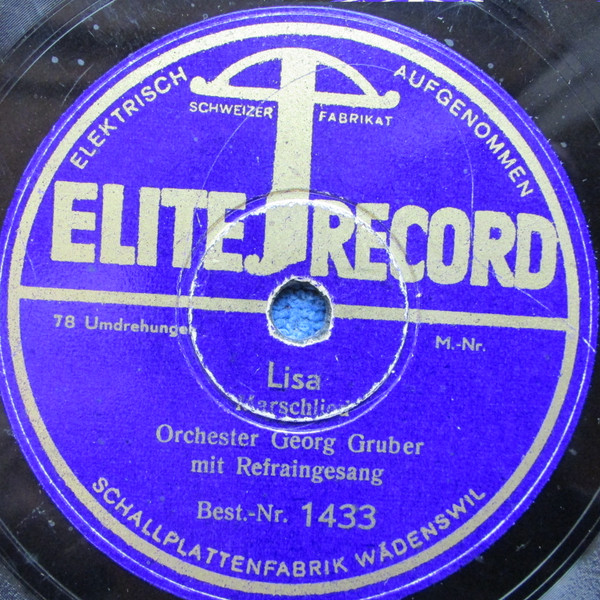 ELEKTRISCH AUFGENOMMEN
SCHWEIZER FABRIKAT
ELITE RECORD
78 Umdrehungen
M.-Nr.
Lisa
Marschlied
Orchester Georg Gruber
mit Refraingesang
Best.-Nr. 1433
SCHALLPLATTENFABRIK WÄDENSWIL